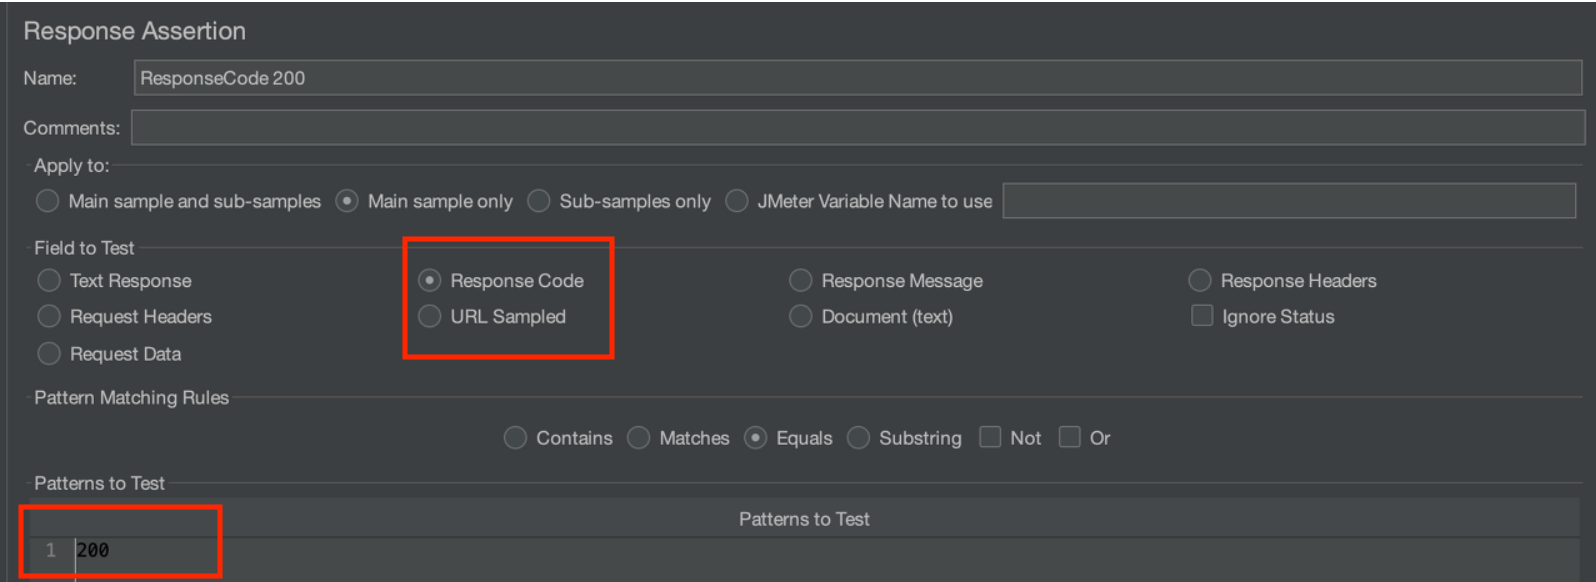 Response Assertion
Name: ResponseCode 200
Comments:
Apply to:
Main sample and sub-samples Main sample only Sub-samples only JMeter Variable Name to use
Field to Test
Text Response Response Code Response Message Response Headers
Request Headers URL Sampled Document (text) Ignore Status
Request Data
Pattern Matching Rules
Contains Matches Equals Substring Not Or
Patterns to Test
Patterns to Test
1 200